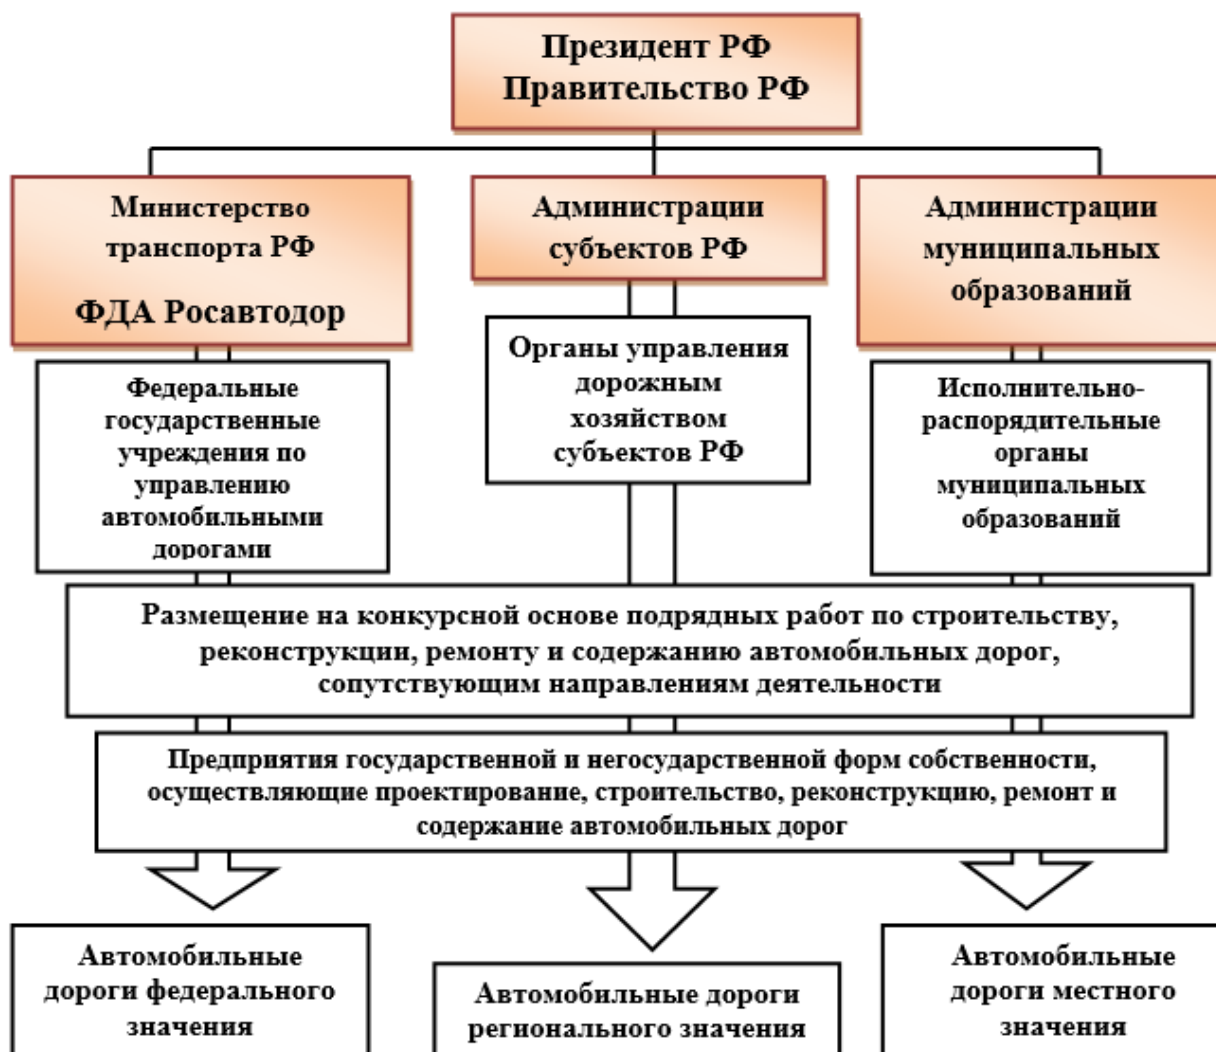 Президент РФ
Правительство РФ
Министерство
транспорта РФ
ФДА Росавтодор
Администрации
субъектов РФ
Администрации
муниципальных
образований
Федеральные
государственные
учреждения по
управлению
автомобильными
дорогами
Органы управления
дорожным
хозяйством
субъектов РФ
Исполнительно-
распорядительные
органы
муниципальных
образований
Размещение на конкурсной основе подрядных работ по строительству,
реконструкции, ремонту и содержанию автомобильных дорог,
сопутствующим направлениям деятельности
Предприятия государственной и негосударственной форм собственности,
осуществляющие проектирование, строительство, реконструкцию, ремонт и
содержание автомобильных дорог
Автомобильные
дороги федерального
значения
Автомобильные дороги
регионального значения
Автомобильные
дороги местного
значения